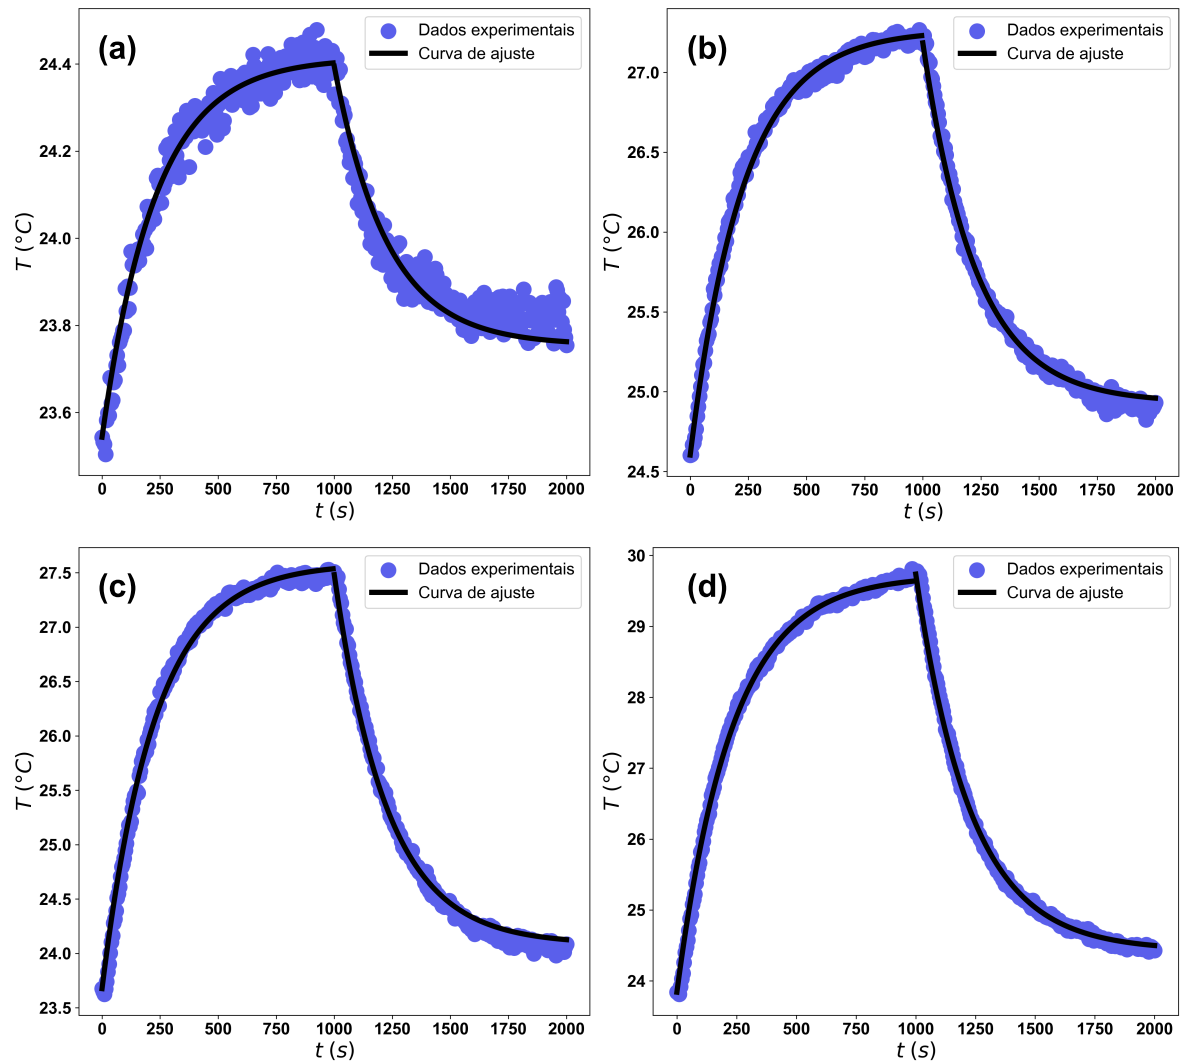 (a)
Dados experimentais
Curva de ajuste
24.4
24.2
24.0
23.8
23.6
T (°C)
0 250 500 750 1000 1250 1500 1750 2000
t (s)
(b)
Dados experimentais
Curva de ajuste
27.0
26.5
26.0
25.5
25.0
24.5
T (°C)
0 250 500 750 1000 1250 1500 1750 2000
t (s)
(c)
Dados experimentais
Curva de ajuste
27.5
27.0
26.5
26.0
25.5
25.0
24.5
24.0
23.5
T (°C)
0 250 500 750 1000 1250 1500 1750 2000
t (s)
(d)
Dados experimentais
Curva de ajuste
30
29
28
27
26
25
24
T (°C)
0 250 500 750 1000 1250 1500 1750 2000
t (s)